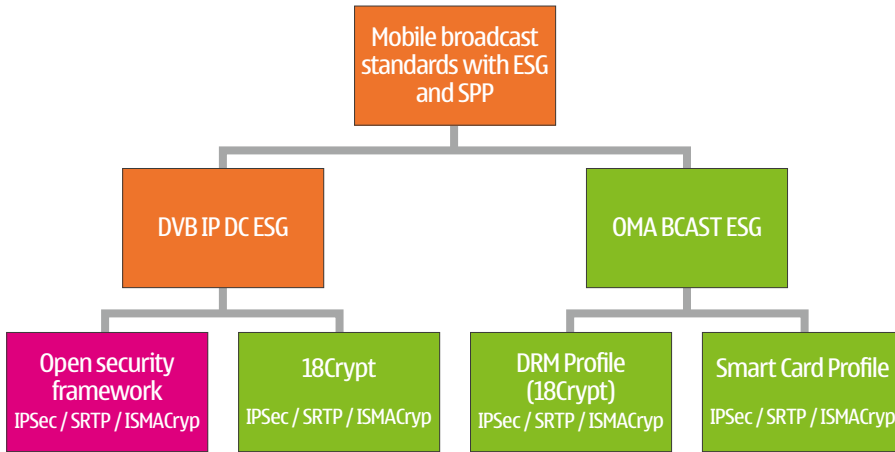 Mobile broadcast
standards with ESG
and SPP
DVB IP DC ESG
OMA BCAST ESG
Open security
framework
IPSec / SRTP / ISMACryp
18Crypt
IPSec / SRTP / ISMACryp
DRM Profile
(18Crypt)
IPSec / SRTP / ISMACryp
Smart Card Profile
IPSec / SRTP / ISMACryp